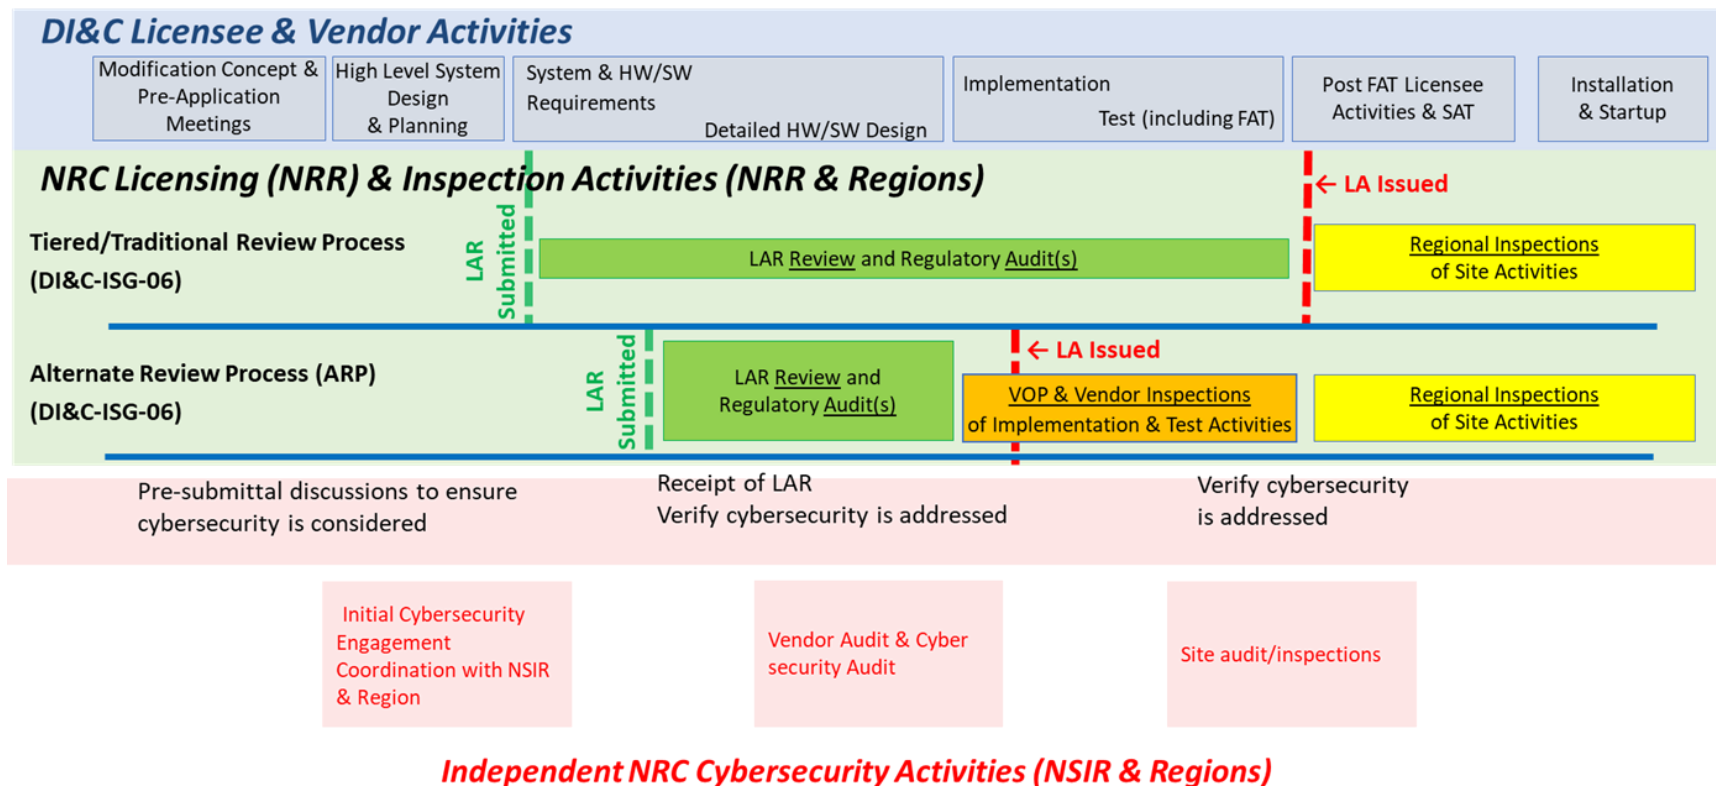 DI&C Licensee & Vendor Activities
Modification Concept &
Pre-Application
Meetings
High Level System
Design
& Planning
System & HW/SW
Requirements
Detailed HW/SW Design
Implementation
Test (including FAT)
Post FAT Licensee
Activities & SAT
Installation
& Startup
NRC Licensing (NRR) & Inspection Activities (NRR & Regions)
← LA Issued
Tiered/Traditional Review Process
(DI&C-ISG-06)
LAR
Submitted
LAR Review and Regulatory Audit(s)
Regional Inspections
of Site Activities
Alternate Review Process (ARP)
(DI&C-ISG-06)
LAR
Submitted
LAR Review and
Regulatory Audit(s)
← LA Issued
VOP & Vendor Inspections
of Implementation & Test Activities
Regional Inspections
of Site Activities
Pre-submittal discussions to ensure
cybersecurity is considered
Receipt of LAR
Verify cybersecurity is addressed
Verify cybersecurity
is addressed
Initial Cybersecurity
Engagement
Coordination with NSIR
& Region
Vendor Audit & Cyber
security Audit
Site audit/inspections
Independent NRC Cybersecurity Activities (NSIR & Regions)